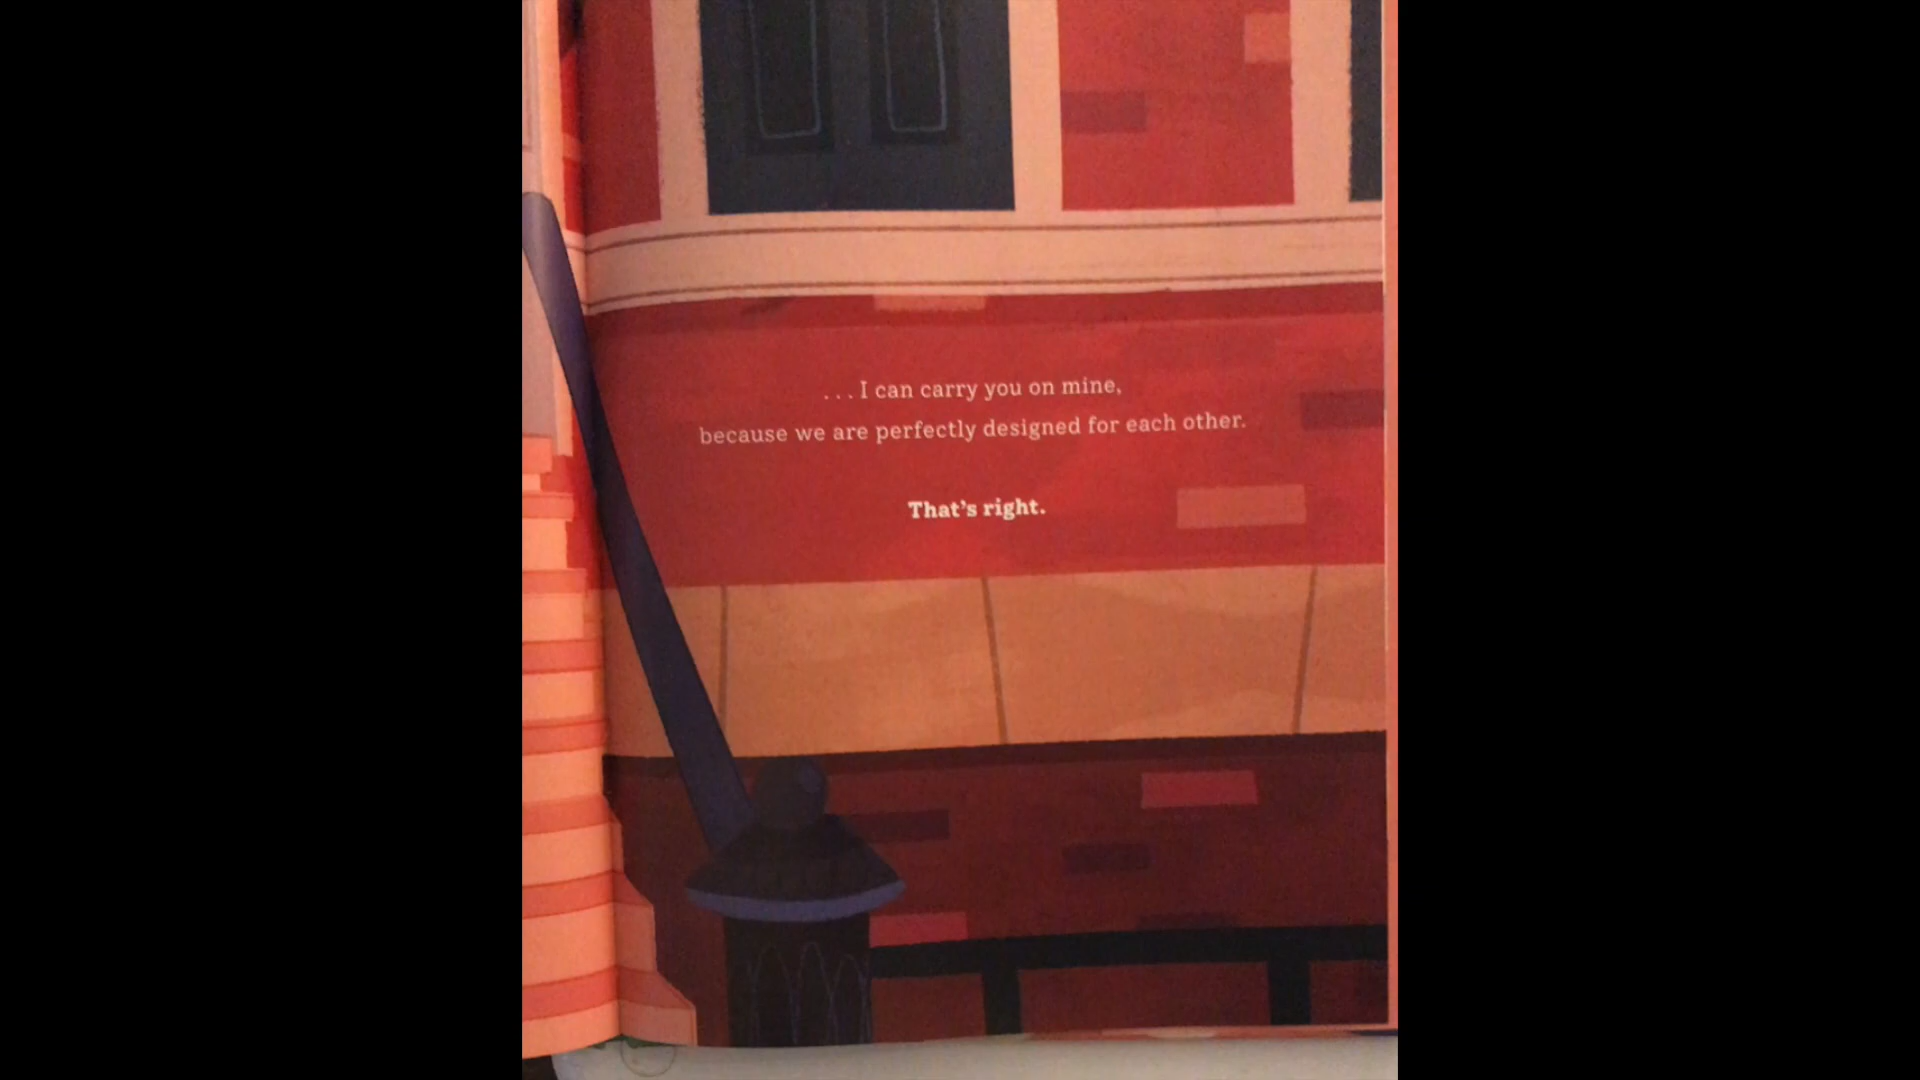 . . . I can carry you on mine,
because we are perfectly designed for each other.
That's right.